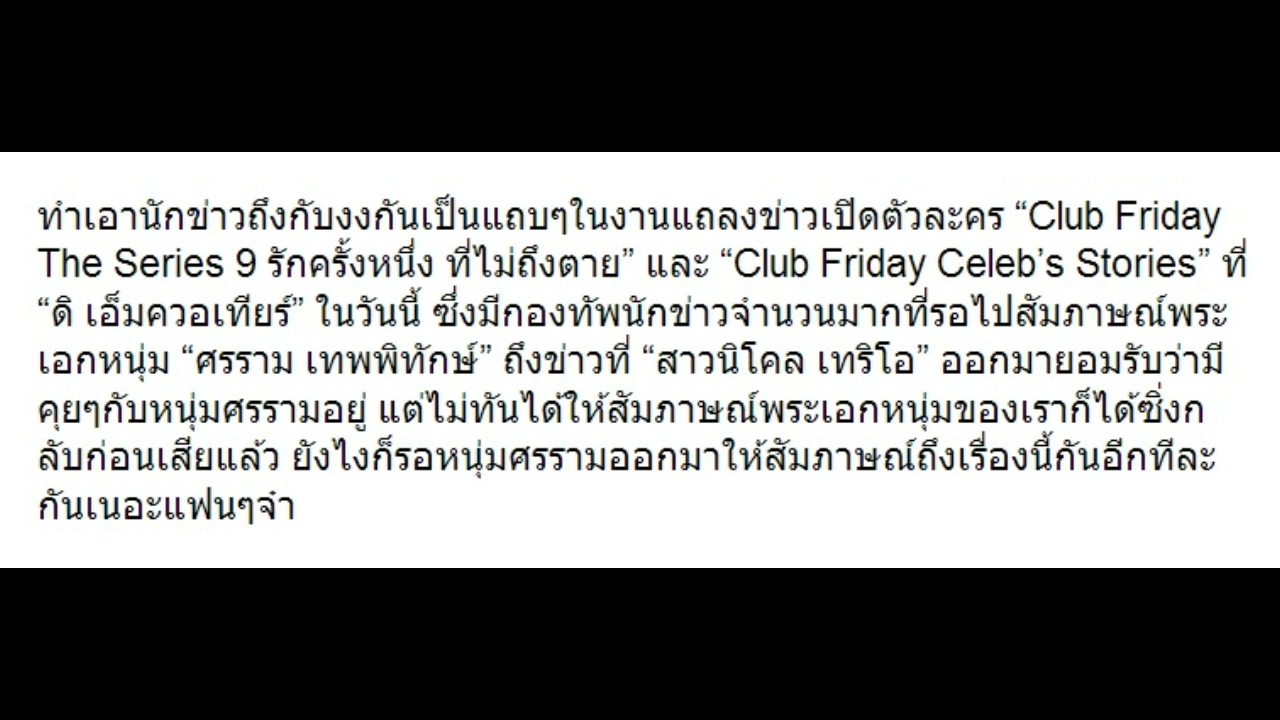 ทำเอานักข่าวถึงกับงงกันเป็นแถบๆในงานแถลงข่าวเปิดตัวละคร “Club Friday
The Series 9 รักครั้งหนึ่ง ที่ไม่ถึงตาย” และ “Club Friday Celeb’s Stories” ที่
“ดิ เอ็มควอเทียร์” ในวันนี้ ซึ่งมีกองทัพนักข่าวจำนวนมากที่รอไปสัมภาษณ์พระ
เอกหนุ่ม “ศรราม เทพพิทักษ์” ถึงข่าวที่ “สาวนิโคล เทริโอ” ออกมายอมรับว่ามี
คุยๆกับหนุ่มศรรามอยู่ แต่ไม่ทันได้ให้สัมภาษณ์พระเอกหนุ่มของเราก็ได้ซิ่งก
ลับก่อนเสียแล้ว ยังไงก็รอหนุ่มศรรามออกมาให้สัมภาษณ์ถึงเรื่องนี้กันอีกทีละ
กันเนอะแฟนๆจ๋า